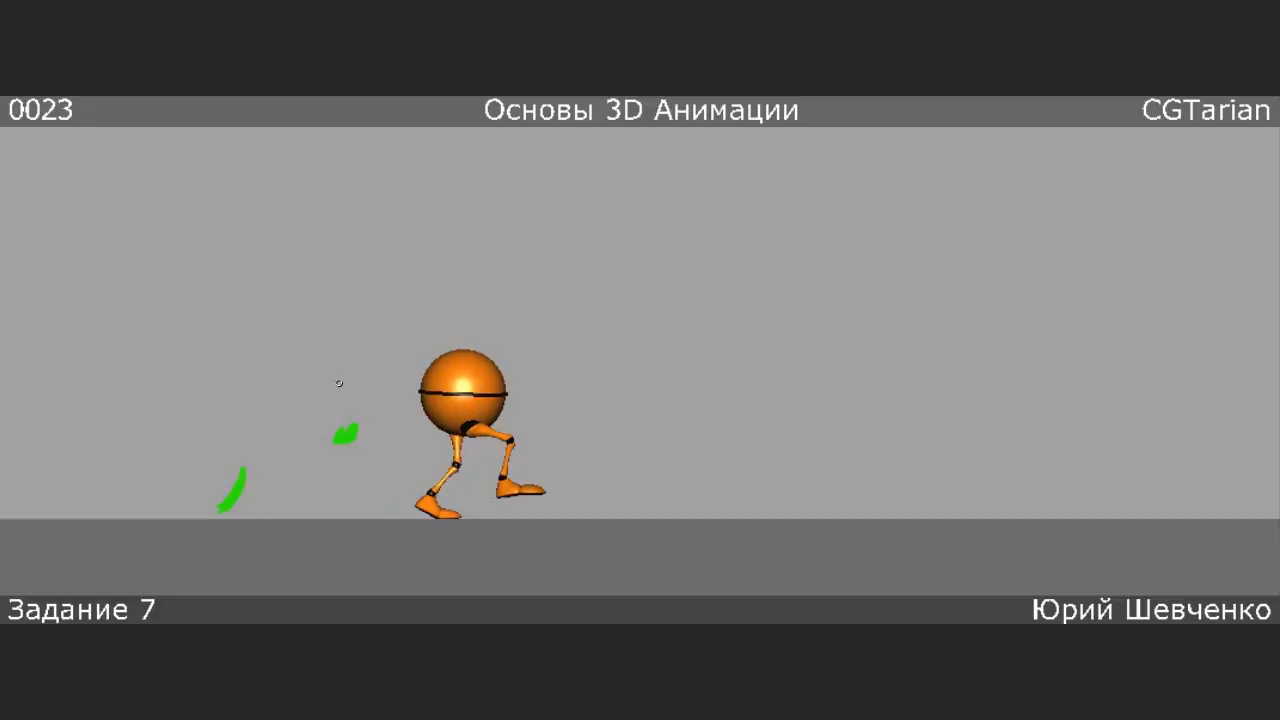 0023
Основы 3D Анимации
CGTarian
Задание 7
Юрий Шевченко